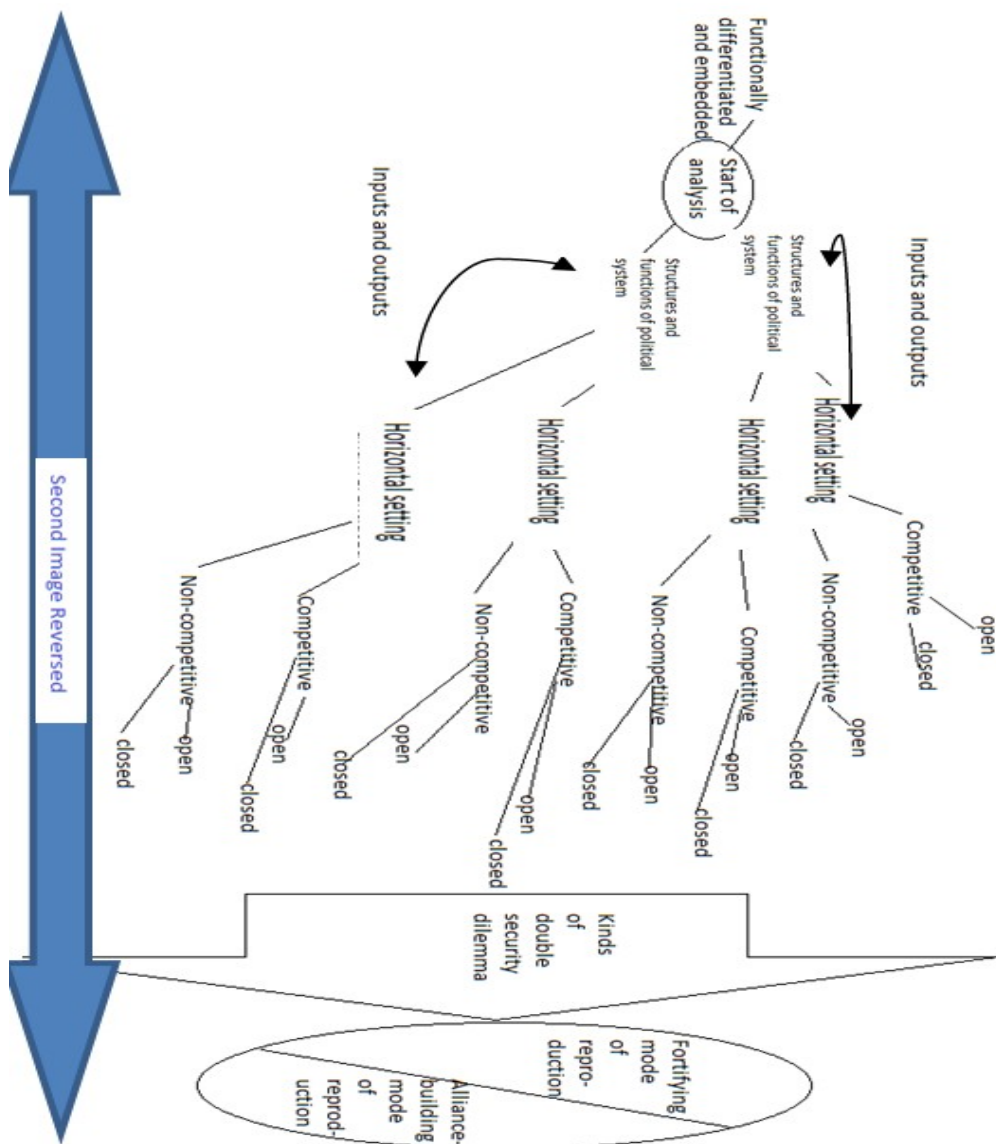 open
closed
Competitive
Inputs and outputs
open
Horizontal setting
Non-competitive
closed
Structures and
functions of political
system
Horizontal setting
Competitive
open
closed
Functionally
differentiated
and embedded
Start of
analysis
Non-competitive
open
closed
Structures and
functions of political
system
Kinds
of
double
security
dilemma
Fortifying
mode
of
repro-
duction
Horizontal setting
Competitive
open
closed
Non-competitive
open
closed
Alliance-
building
mode
of
reprod-
uction
Inputs and outputs
Horizontal setting
Competitive
open
closed
Non-competitive
open
closed
Second Image Reversed